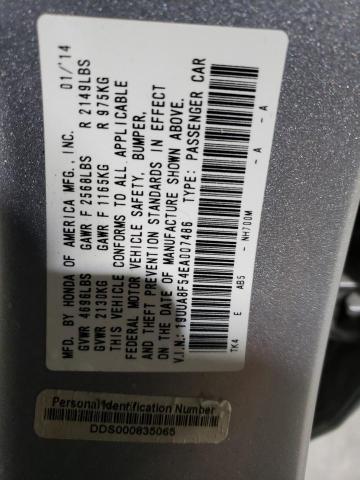 MFD. BY HONDA OF AMERICA MFG., INC. 01/'14
GVWR 4696LBS GAWR F 2568LBS R 2149LBS
GVWR 2130KG GAWR F 1165KG R 975KG
THIS VEHICLE CONFORMS TO ALL APPLICABLE
FEDERAL MOTOR VEHICLE SAFETY, BUMPER,
AND THEFT PREVENTION STANDARDS IN EFFECT
ON THE DATE OF MANUFACTURE SHOWN ABOVE.
V.I.N.: 19UUA8F54EA007486 TYPE: PASSENGER CAR
TK4 E AB5 - NH700M - A - A
Personal Identification Number
DDS000835065